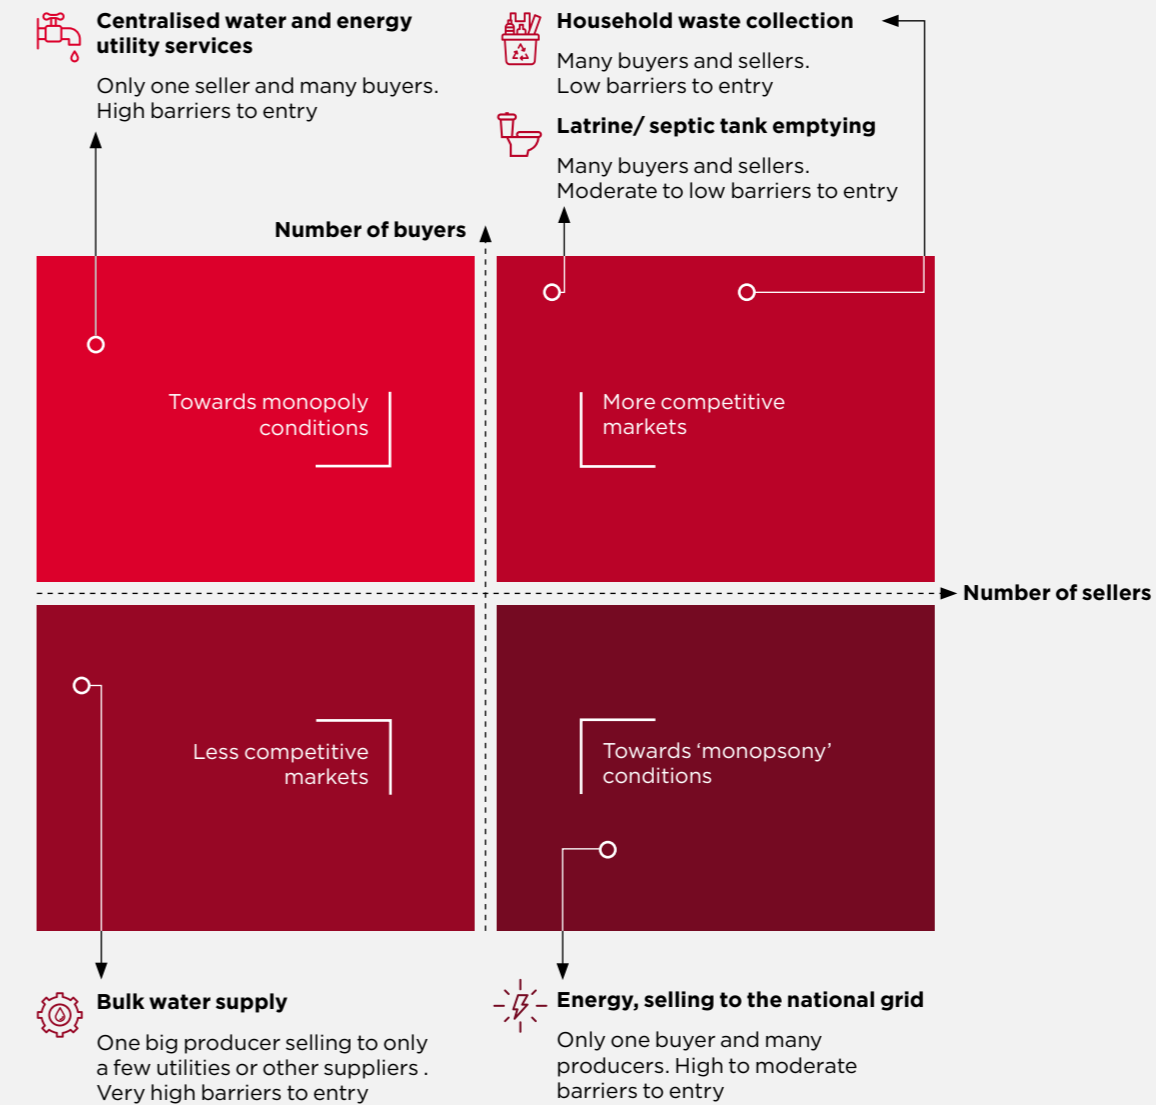 Centralised water and energy
utility services
Only one seller and many buyers.
High barriers to entry
Household waste collection
Many buyers and sellers.
Low barriers to entry
Latrine/ septic tank emptying
Many buyers and sellers.
Moderate to low barriers to entry
Number of buyers
Towards monopoly
conditions
More competitive
markets
Number of sellers
Less competitive
markets
Towards ‘monopsony’
conditions
Bulk water supply
One big producer selling to only
a few utilities or other suppliers .
Very high barriers to entry
Energy, selling to the national grid
Only one buyer and many
producers. High to moderate
barriers to entry